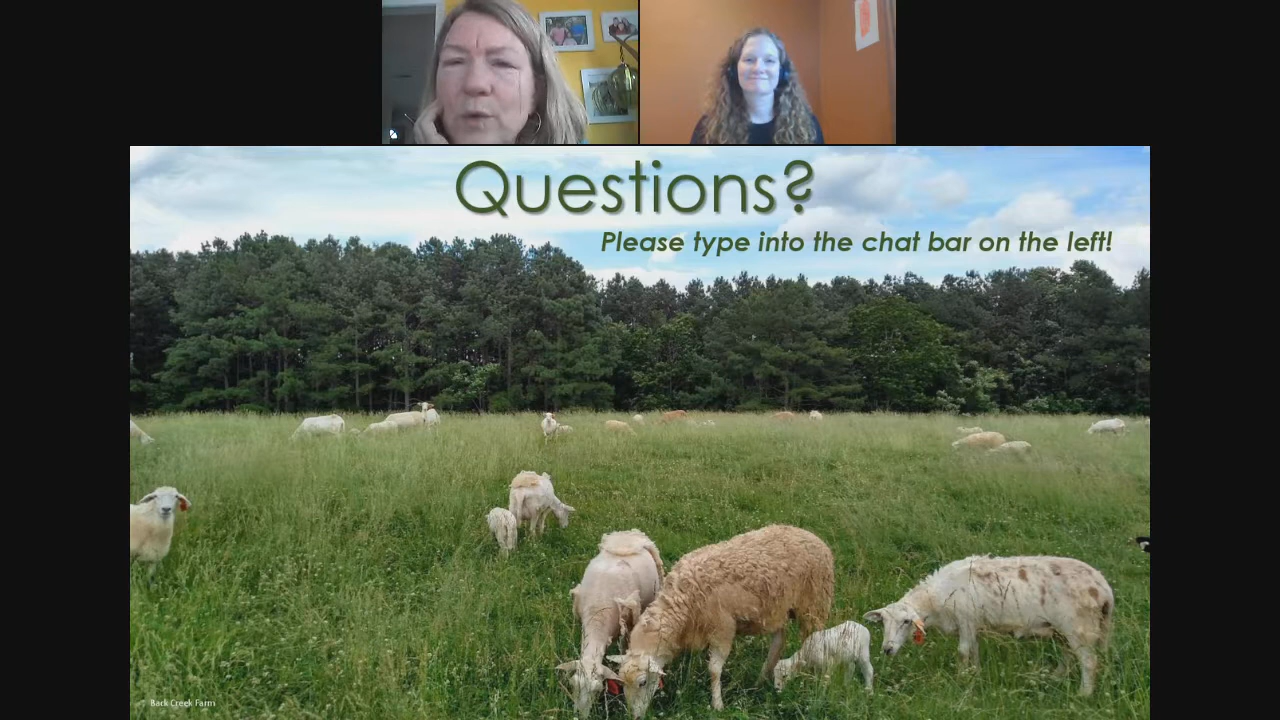 Questions?
Please type into the chat bar on the left!
Back Creek Farm